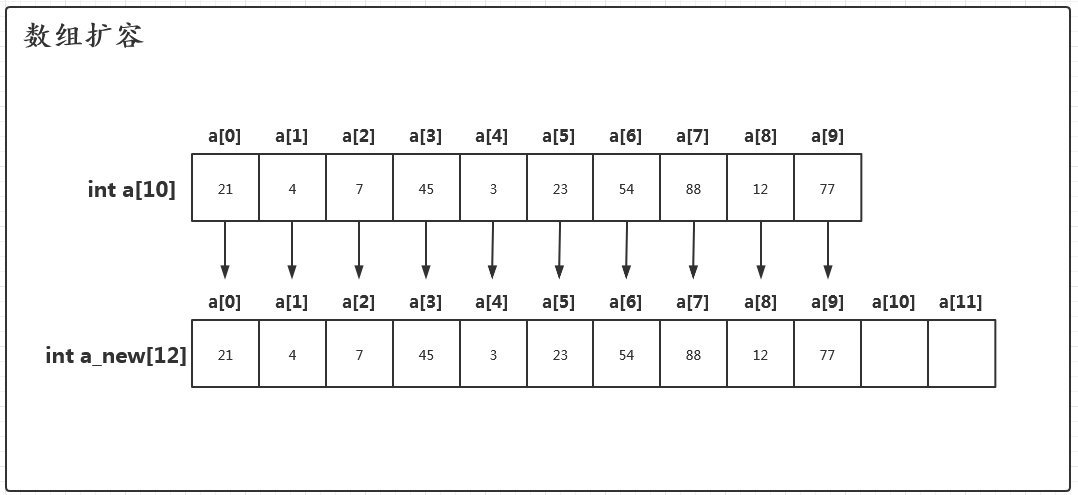 数组扩容
a[0] a[1] a[2] a[3] a[4] a[5] a[6] a[7] a[8] a[9]
int a[10] 21 4 7 45 3 23 54 88 12 77
a[0] a[1] a[2] a[3] a[4] a[5] a[6] a[7] a[8] a[9] a[10] a[11]
int a_new[12] 21 4 7 45 3 23 54 88 12 77